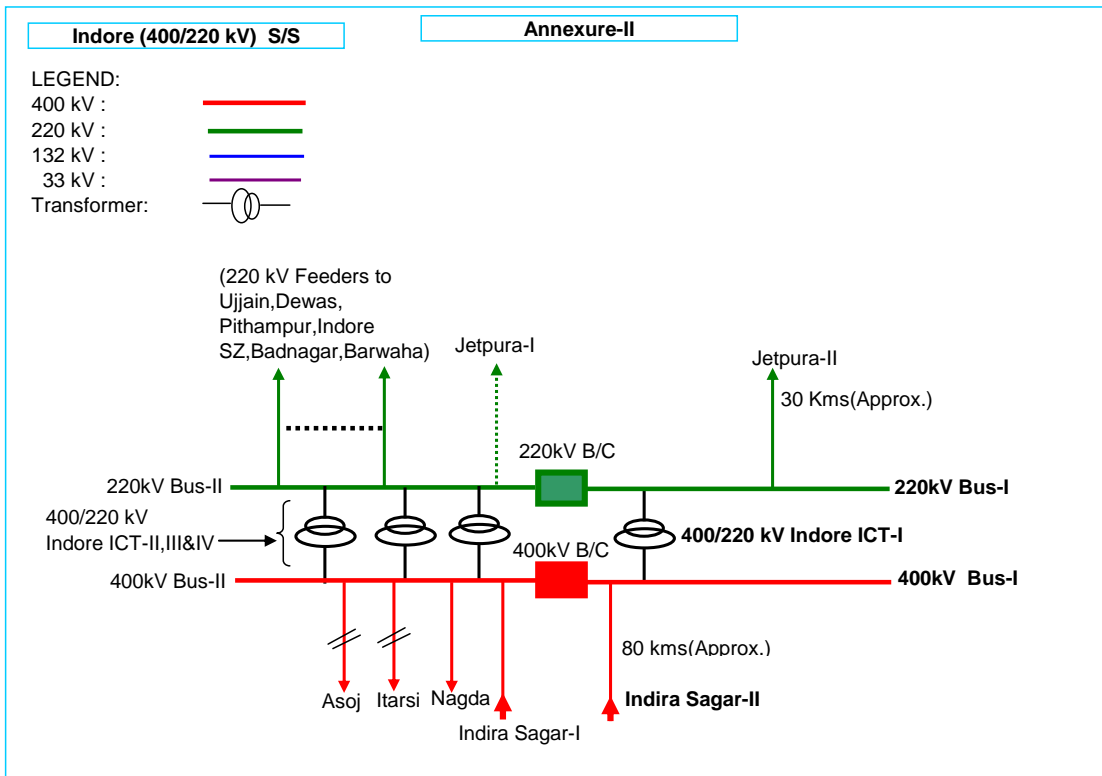 Indore (400/220 kV)  S/S
Annexure-II
LEGEND:
400 kV :
220 kV :
132 kV :
33 kV :
Transformer:
(220 kV Feeders to
Ujjain,Dewas,
Pithampur,Indore
SZ,Badnagar,Barwaha)
Jetpura-I
Jetpura-II
30 Kms(Approx.)
220kV B/C
220kV Bus-II
220kV Bus-I
400/220 kV
Indore ICT-II,III&IV
400/220 kV Indore ICT-I
400kV B/C
400kV Bus-II
400kV  Bus-I
80 kms(Approx.)
Asoj
Itarsi
Nagda
Indira Sagar-II
Indira Sagar-I